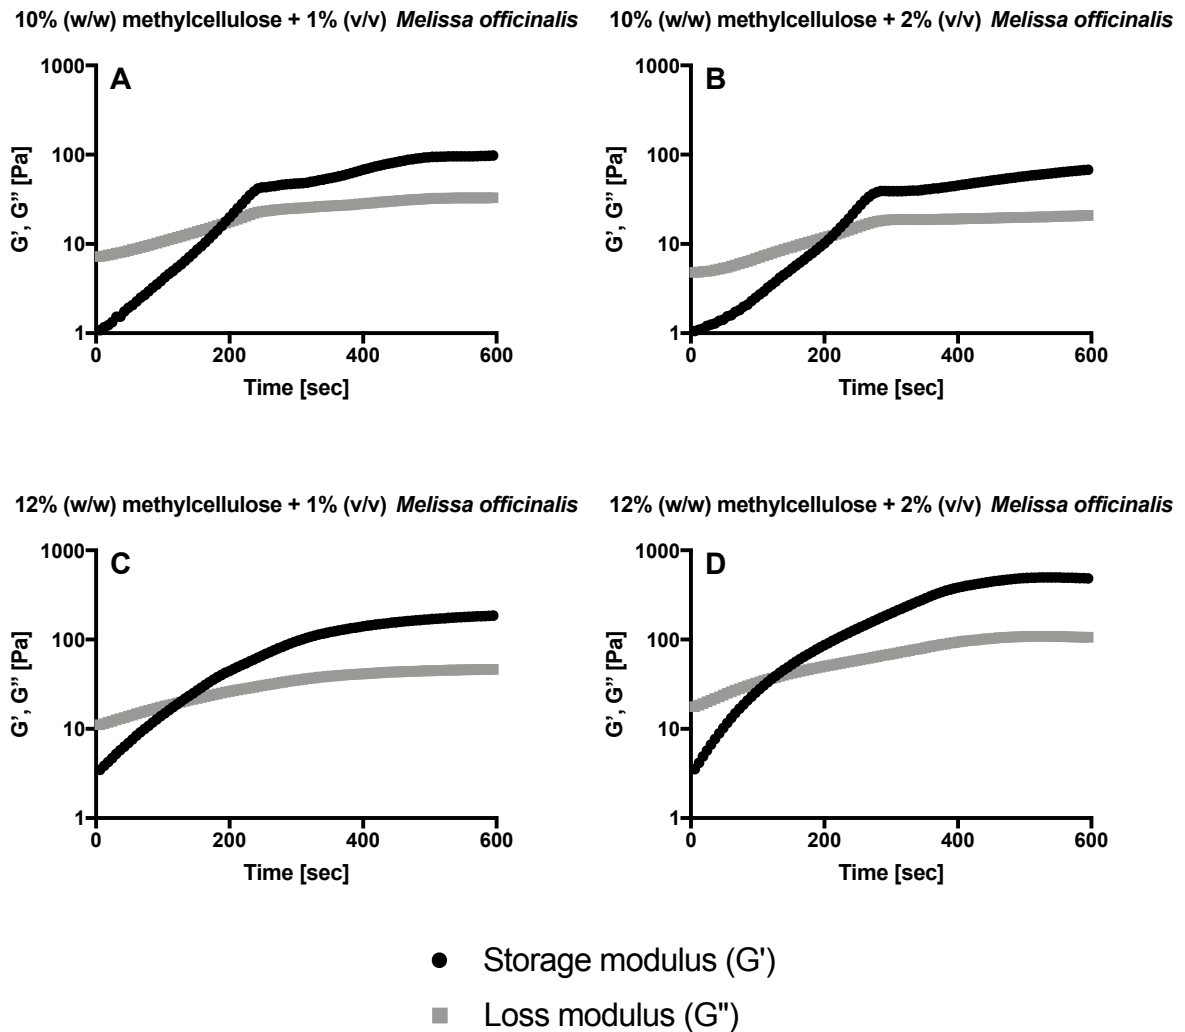 10% (w/w) methylcellulose + 1% (v/v) Melissa officinalis
A
G’, G” [Pa]
1000
100
10
1
0 200 400 600
Time [sec]
10% (w/w) methylcellulose + 2% (v/v) Melissa officinalis
B
G’, G” [Pa]
1000
100
10
1
0 200 400 600
Time [sec]
12% (w/w) methylcellulose + 1% (v/v) Melissa officinalis
C
G’, G” [Pa]
1000
100
10
1
0 200 400 600
Time [sec]
12% (w/w) methylcellulose + 2% (v/v) Melissa officinalis
D
G’, G” [Pa]
1000
100
10
1
0 200 400 600
Time [sec]
Storage modulus (G')
Loss modulus (G")